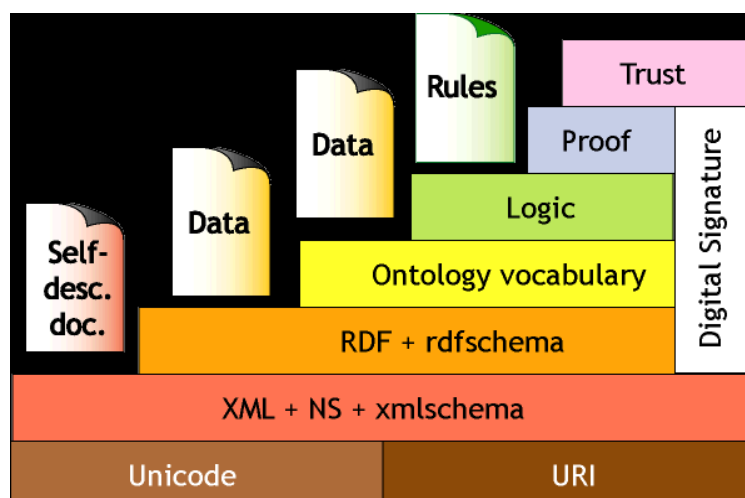 Rules
Trust
Data
Proof
Data
Logic
Self-
desc.
doc.
Ontology vocabulary
Digital Signature
RDF + rdfschema
XML + NS + xmlschema
Unicode
URI